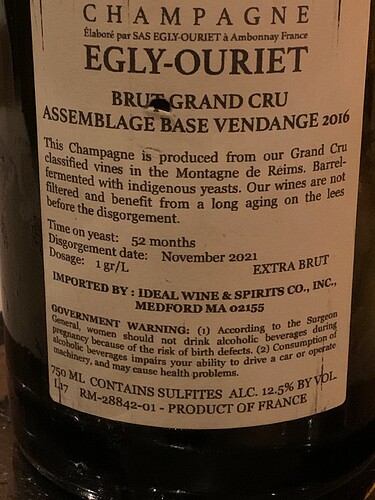 CHAMPAGNE
Élaboré par SAS EGLY-OURIET à Ambonnay France
EGLY-OURIET
BRUT GRAND CRU
ASSEMBLAGE BASE VENDANGE 2016
This Champagne is produced from our Grand Cru
classified vines in the Montagne de Reims. Barrel-
fermented with indigenous yeasts. Our wines are not
filtered and benefit from a long aging on the lees
before the disgorgement.
Time on yeast: 52 months
Disgorgement date: November 2021
Dosage: 1 gr/L
EXTRA BRUT
IMPORTED BY : IDEAL WINE & SPIRITS CO., INC.,
MEDFORD MA 02155
GOVERNMENT WARNING: (1) According to the Surgeon
General, women should not drink alcoholic beverages during
pregnancy because of the risk of birth defects. (2) Consumption of
alcoholic beverages impairs your ability to drive a car or operate
machinery, and may cause health problems.
750 ML CONTAINS SULFITES ALC. 12.5% BY VOL.
L17 RM-28842-01 - PRODUCT OF FRANCE